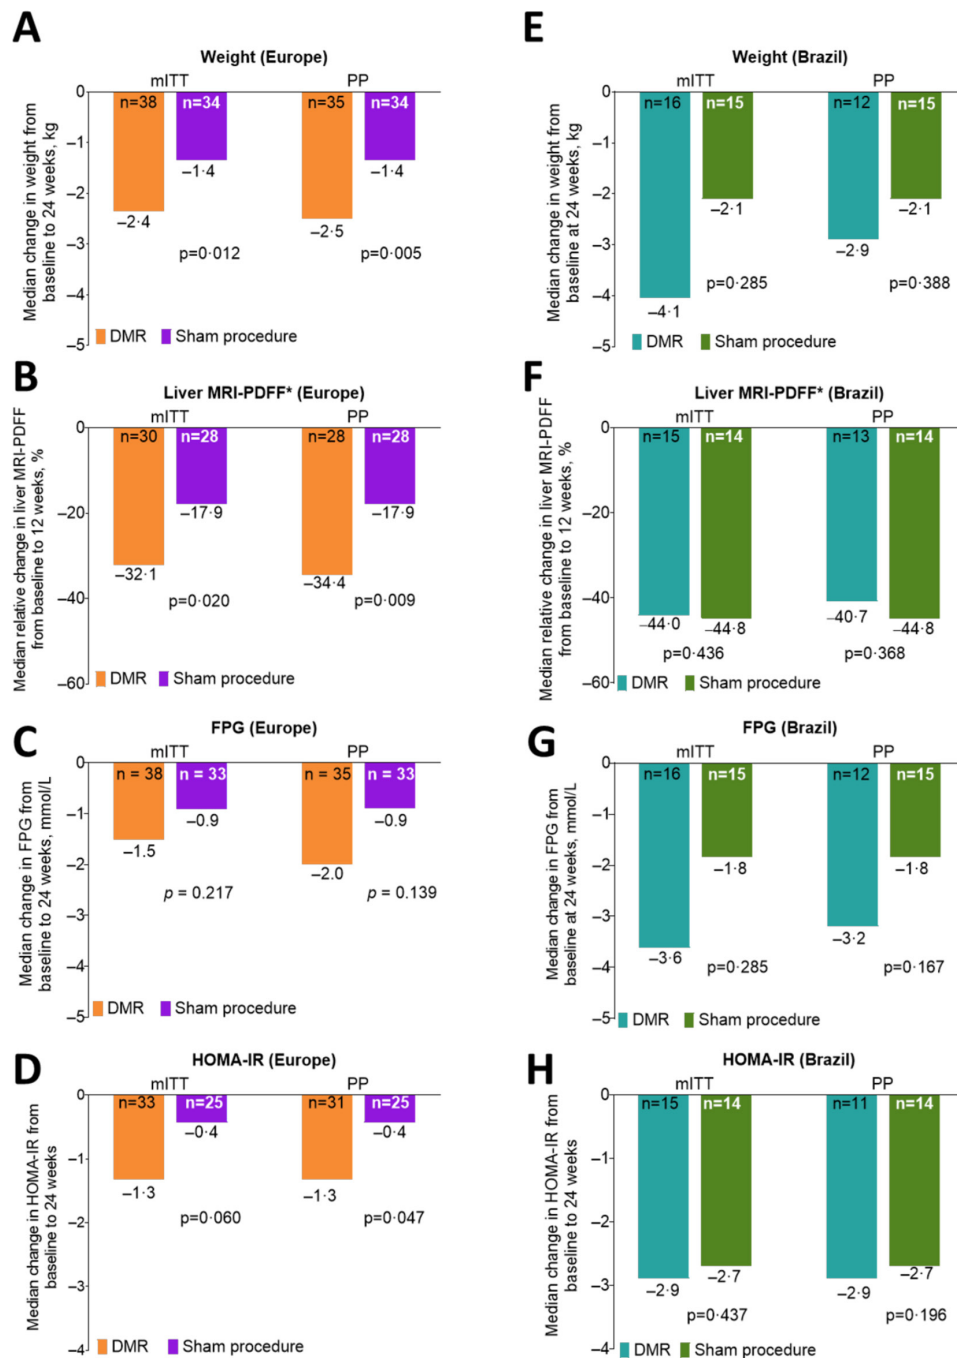 A
Weight (Europe)
mITT
PP
Median change in weight from
baseline to 24 weeks, kg
0
–1
–2
–3
–4
–5
n=38
n=34
n=35
n=34
–2·4
–1·4
–2·5
–1·4
p=0·012
p=0·005
DMR
Sham procedure
E
Weight (Brazil)
mITT
PP
Median change in weight from
baseline at 24 weeks, kg
0
–1
–2
–3
–4
–5
n=16
n=15
n=12
n=15
–4·1
–2·1
–2·9
–2·1
p=0·285
p=0·388
DMR
Sham procedure
B
Liver MRI-PDFF* (Europe)
mITT
PP
Median relative change in liver MRI-PDFF
from baseline to 12 weeks, %
0
–20
–40
–60
n=30
n=28
n=28
n=28
–32·1
–17·9
–34·4
–17·9
p=0·020
p=0·009
DMR
Sham procedure
F
Liver MRI-PDFF* (Brazil)
mITT
PP
Median relative change in liver MRI-PDFF
from baseline to 12 weeks, %
0
–20
–40
–60
n=15
n=14
n=13
n=14
–44·0
–44·8
–40·7
–44·8
p=0·436
p=0·368
DMR
Sham procedure
C
FPG (Europe)
mITT
PP
Median change in FPG from
baseline to 24 weeks, mmol/L
0
–1
–2
–3
–4
–5
n = 38
n = 33
n = 35
n = 33
–1.5
–0.9
–2.0
–0.9
p = 0.217
p = 0.139
DMR
Sham procedure
G
FPG (Brazil)
mITT
PP
Median change in FPG from
baseline at 24 weeks, mmol/L
0
–1
–2
–3
–4
–5
n=16
n=15
n=12
n=15
–3·6
–1·8
–3·2
–1·8
p=0·285
p=0·167
DMR
Sham procedure
D
HOMA-IR (Europe)
mITT
PP
Median change in HOMA-IR from
baseline to 24 weeks
0
–1
–2
–3
–4
n=33
n=25
n=31
n=25
–1·3
–0·4
–1·3
–0·4
p=0·060
p=0·047
DMR
Sham procedure
H
HOMA-IR (Brazil)
mITT
PP
Median change in HOMA-IR from
baseline to 24 weeks
0
–1
–2
–3
–4
n=15
n=14
n=11
n=14
–2·9
–2·7
–2·9
–2·7
p=0·437
p=0·196
DMR
Sham procedure